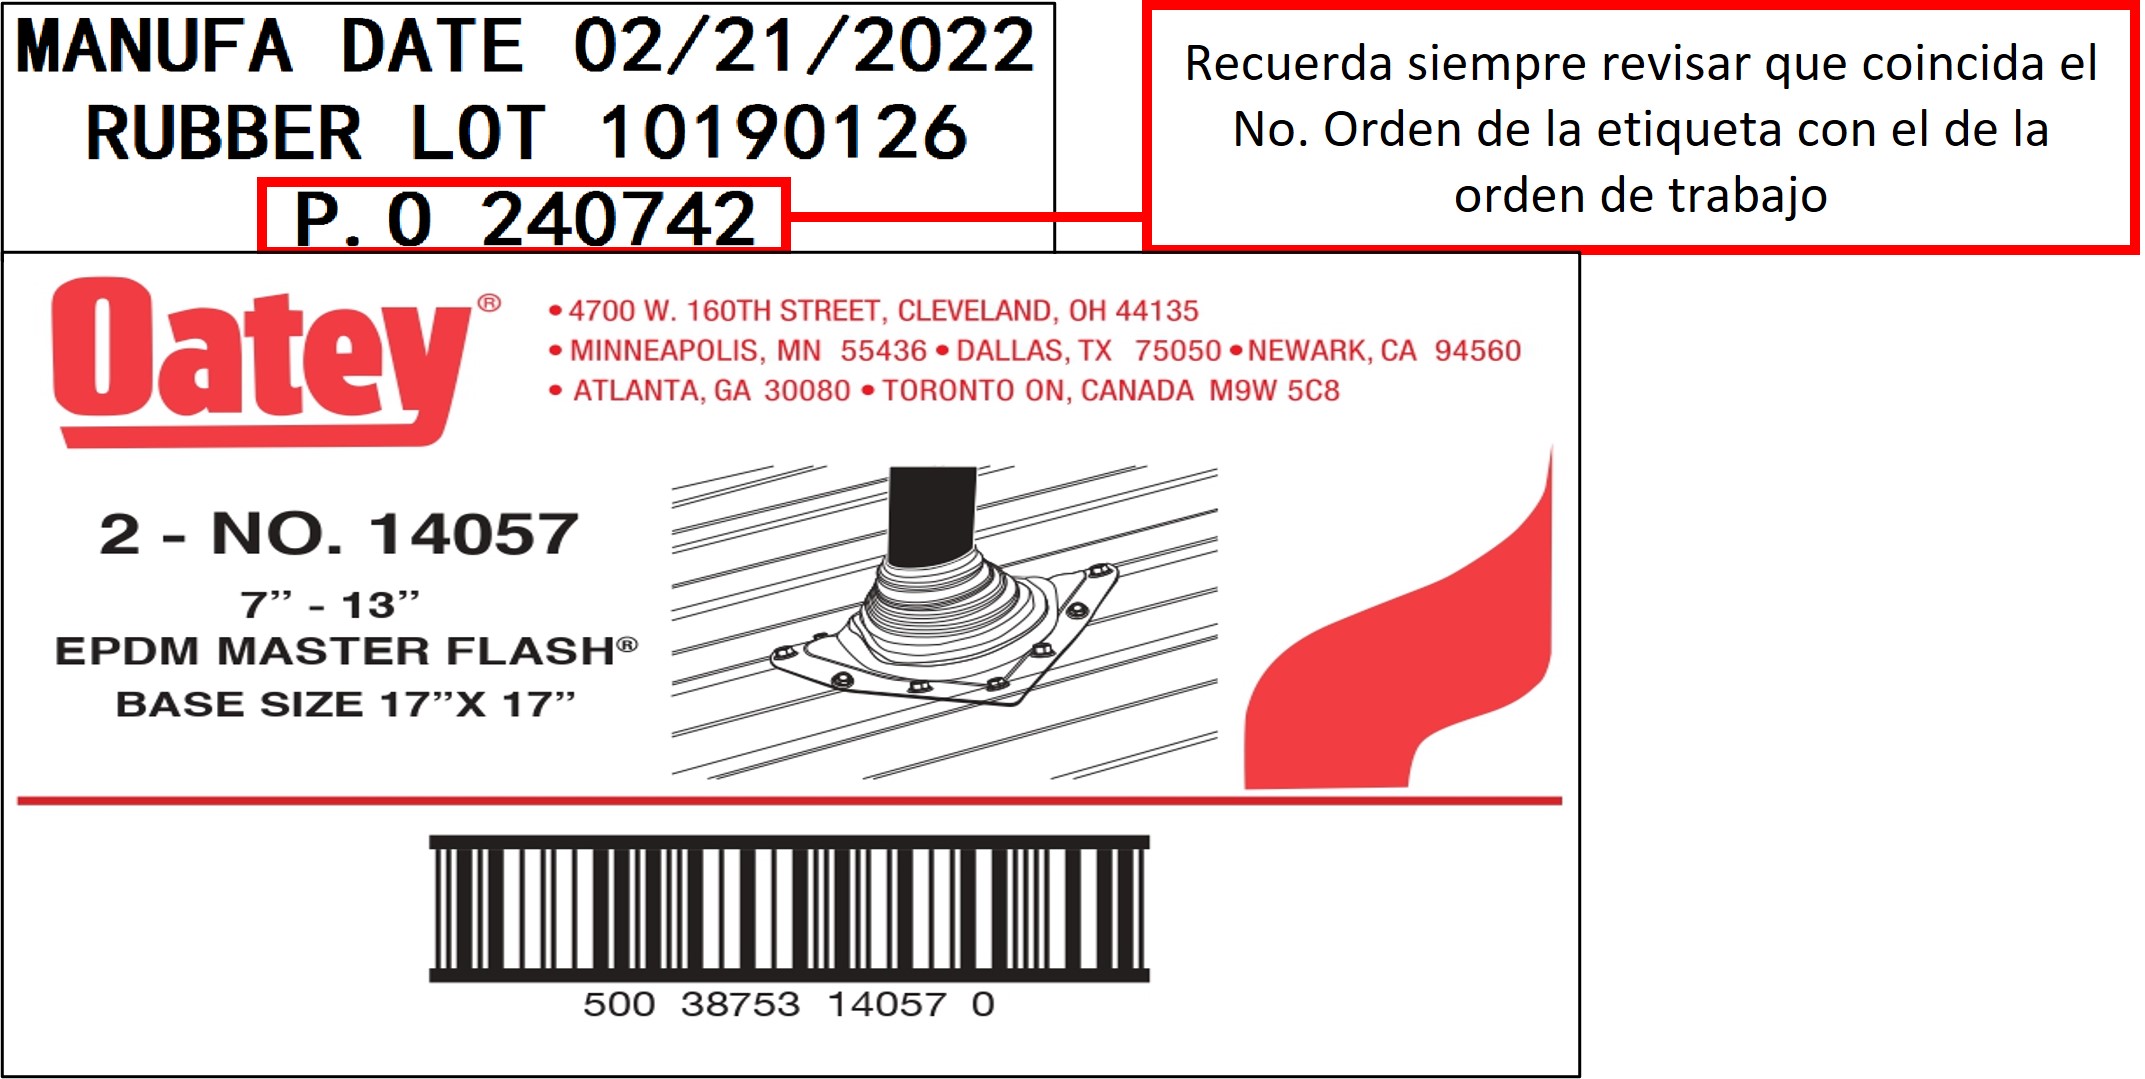 MANUFA DATE 02/21/2022
RUBBER LOT 10190126
P.O 240742
Recuerda siempre revisar que coincida el
No. Orden de la etiqueta con el de la
orden de trabajo
Oatey®
• 4700 W. 160TH STREET, CLEVELAND, OH 44135
• MINNEAPOLIS, MN 55436 • DALLAS, TX 75050 • NEWARK, CA 94560
• ATLANTA, GA 30080 • TORONTO ON, CANADA M9W 5C8
2 - NO. 14057
7” - 13”
EPDM MASTER FLASH®
BASE SIZE 17”X 17”
500 38753 14057 0